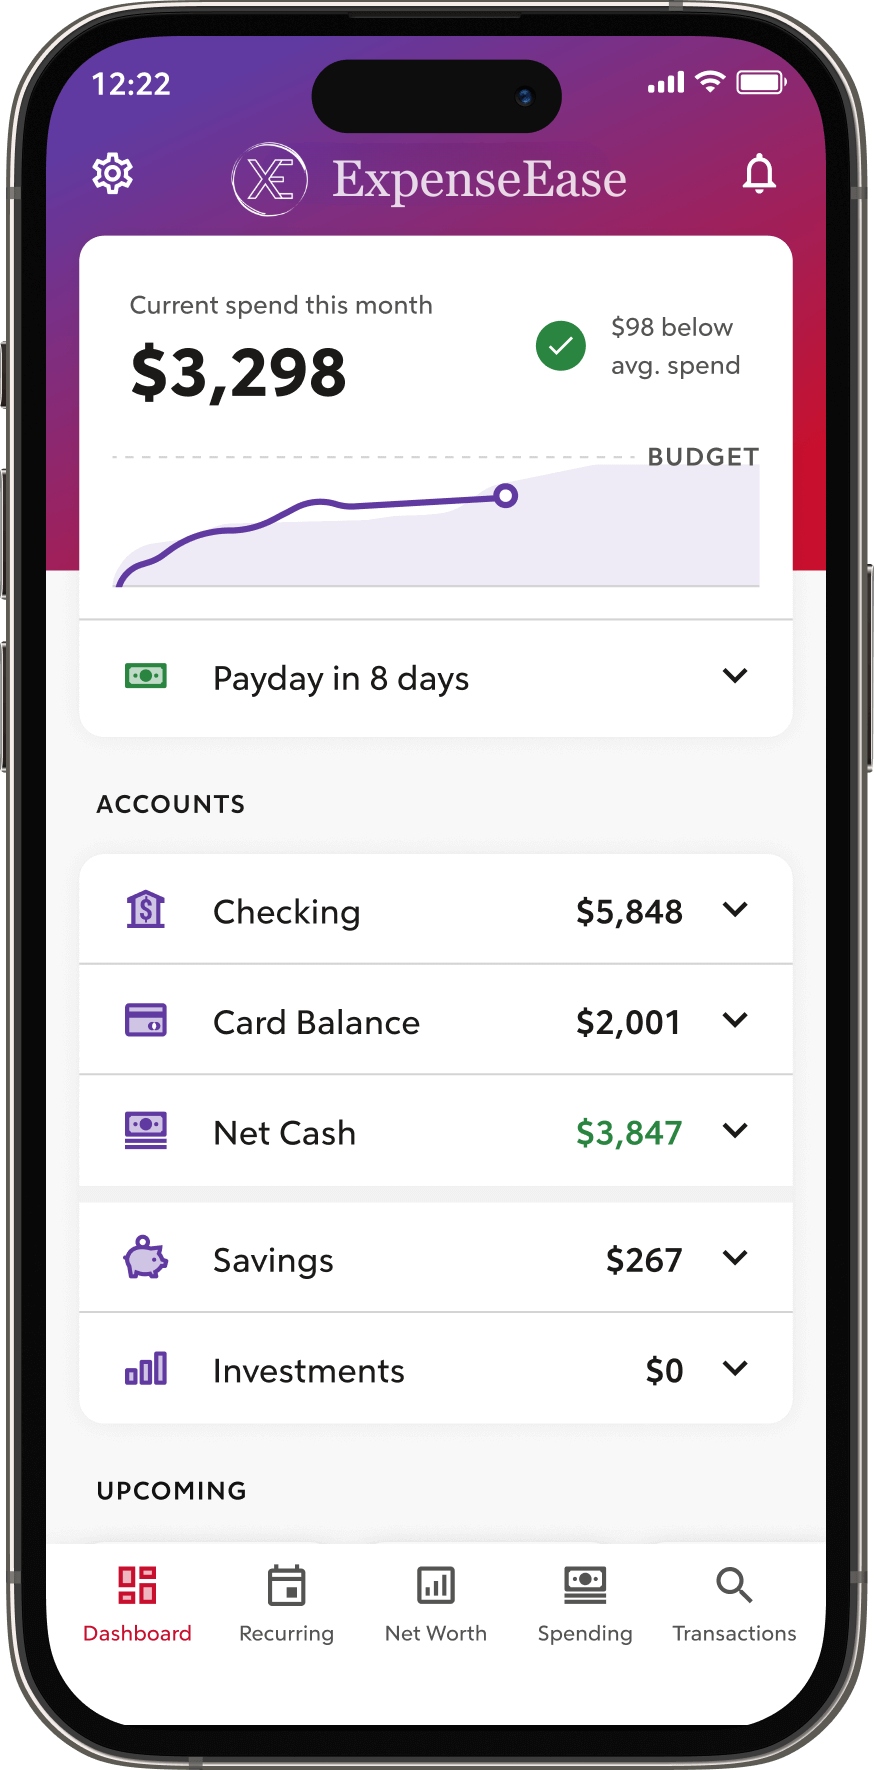 12:22
XE ExpenseEase
Current spend this month
$3,298
$98 below
avg. spend
BUDGET
Payday in 8 days
ACCOUNTS
Checking $5,848
Card Balance $2,001
Net Cash $3,847
Savings $267
Investments $0
UPCOMING
Dashboard Recurring Net Worth Spending Transactions